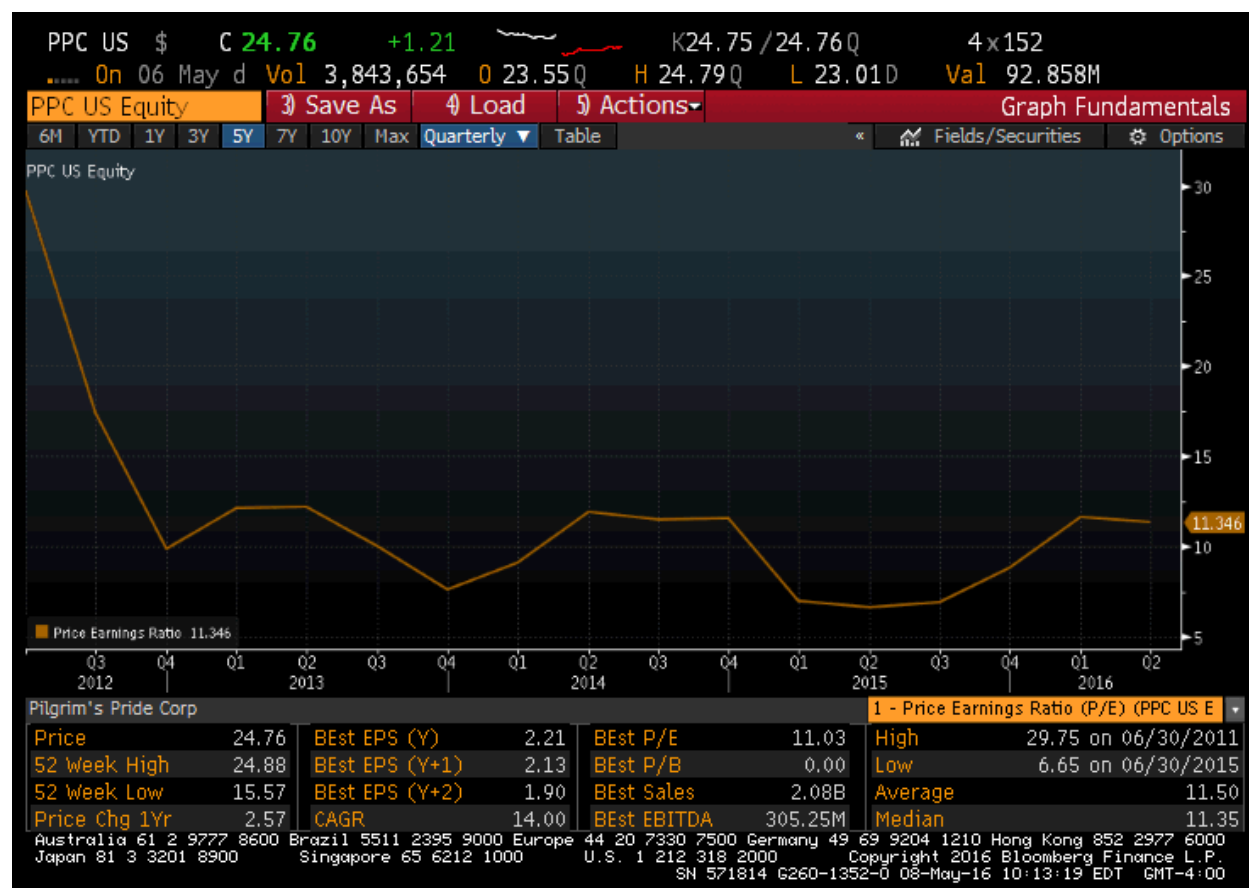 PPC US $ C 24.76 +1.21 K24.75 / 24.76Q 4x152
On 06 May d Vol 3,843,654 O 23.55Q H 24.79Q L 23.01D Val 92.858M
PPC US Equity 3) Save As 4) Load 5) Actions Graph Fundamentals
6M YTD 1Y 3Y 5Y 7Y 10Y Max Quarterly ▼ Table « Fields/Securities Options
PPC US Equity
30
25
20
15
11.346
10
Price Earnings Ratio 11.346
5
Q3 Q4 Q1 Q2 Q3 Q4 Q1 Q2 Q3 Q4 Q1 Q2 Q3 Q4 Q1 Q2
2012 2013 2014 2015 2016
Pilgrim's Pride Corp 1 - Price Earnings Ratio (P/E) (PPC US E
Price 24.76 BEst EPS (Y) 2.21 BEst P/E 11.03 High 29.75 on 06/30/2011
52 Week High 24.88 BEst EPS (Y+1) 2.13 BEst P/B 0.00 Low 6.65 on 06/30/2015
52 Week Low 15.57 BEst EPS (Y+2) 1.90 BEst Sales 2.08B Average 11.50
Price Chg 1Yr 2.57 CAGR 14.00 BEst EBITDA 305.25M Median 11.35
Australia 61 2 9777 8600 Brazil 5511 2395 9000 Europe 44 20 7330 7500 Germany 49 69 9204 1210 Hong Kong 852 2977 6000
Japan 81 3 3201 8900 Singapore 65 6212 1000 U.S. 1 212 318 2000 Copyright 2016 Bloomberg Finance L.P.
SN 571814 G260-1352-0 08-May-16 10:13:19 EDT GMT-4:00